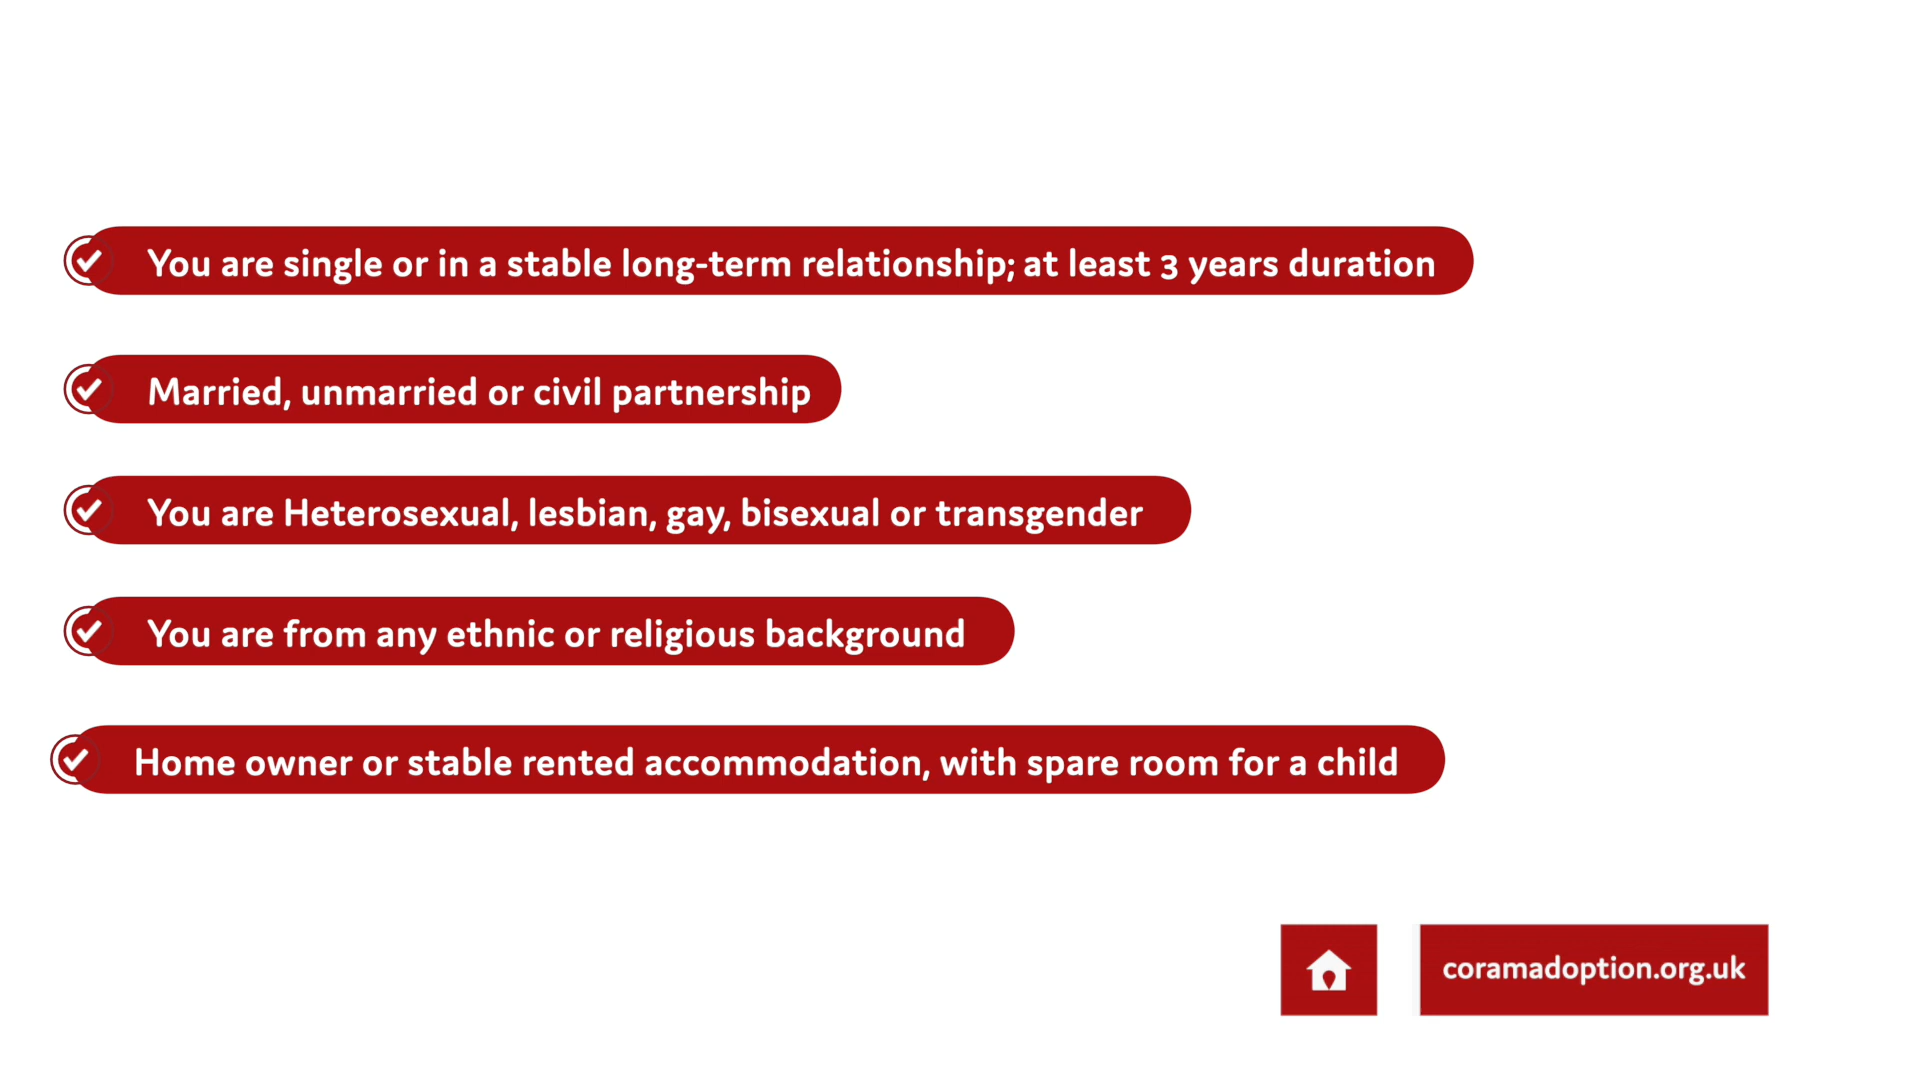 You are single or in a stable long-term relationship; at least 3 years duration
Married, unmarried or civil partnership
You are Heterosexual, lesbian, gay, bisexual or transgender
You are from any ethnic or religious background
Home owner or stable rented accommodation, with spare room for a child
coramadoption.org.uk